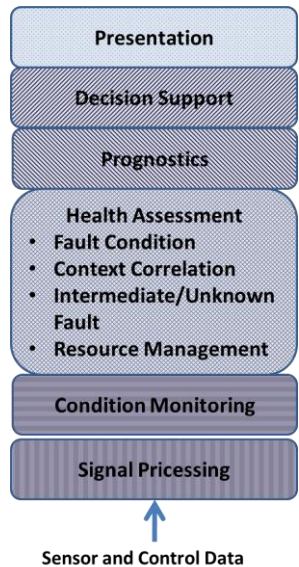 Presentation
Decision Support
Prognostics
Health Assessment
• Fault Condition
• Context Correlation
• Intermediate/Unknown
Fault
• Resource Management
Condition Monitoring
Signal Pricessing
Sensor and Control Data